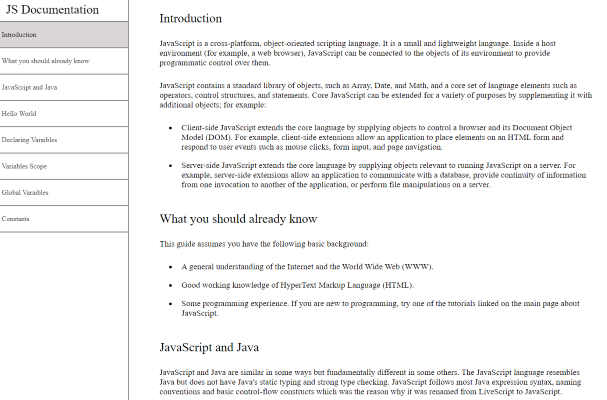 JS Documentation
Introduction
What you should already know
JavaScript and Java
Hello World
Declaring Variables
Variables Scope
Global Varaibles
Constants
Introduction
JavaScript is a cross-platform, object-oriented scripting language. It is a small and lightweight language. Inside a host
environment (for example, a web browser), JavaScript can be connected to the objects of its environment to provide
programmatic control over them.
JavaScript contains a standard library of objects, such as Array, Date, and Math, and a core set of language elements such as
operators, control structures, and statements. Core JavaScript can be extended for a variety of purposes by supplementing it with
additional objects; for example:
• Client-side JavaScript extends the core language by supplying objects to control a browser and its Document Object
Model (DOM). For example, client-side extensions allow an application to place elements on an HTML form and
respond to user events such as mouse clicks, form input, and page navigation.
• Server-side JavaScript extends the core language by supplying objects relevant to running JavaScript on a server. For
example, server-side extensions allow an application to communicate with a database, provide continuity of information
from one invocation to another of the application, or perform file manipulations on a server.
What you should already know
This guide assumes you have the following basic background:
• A general understanding of the Internet and the World Wide Web (WWW).
• Good working knowledge of HyperText Markup Language (HTML).
• Some programming experience. If you are new to programming, try one of the tutorials linked on the main page about
JavaScript.
JavaScript and Java
JavaScript and Java are similar in some ways but fundamentally different in some others. The JavaScript language resembles
Java but does not have Java's static typing and strong type checking. JavaScript follows most Java expression syntax, naming
conventions and basic control-flow constructs which was the reason why it was renamed from LiveScript to JavaScript.